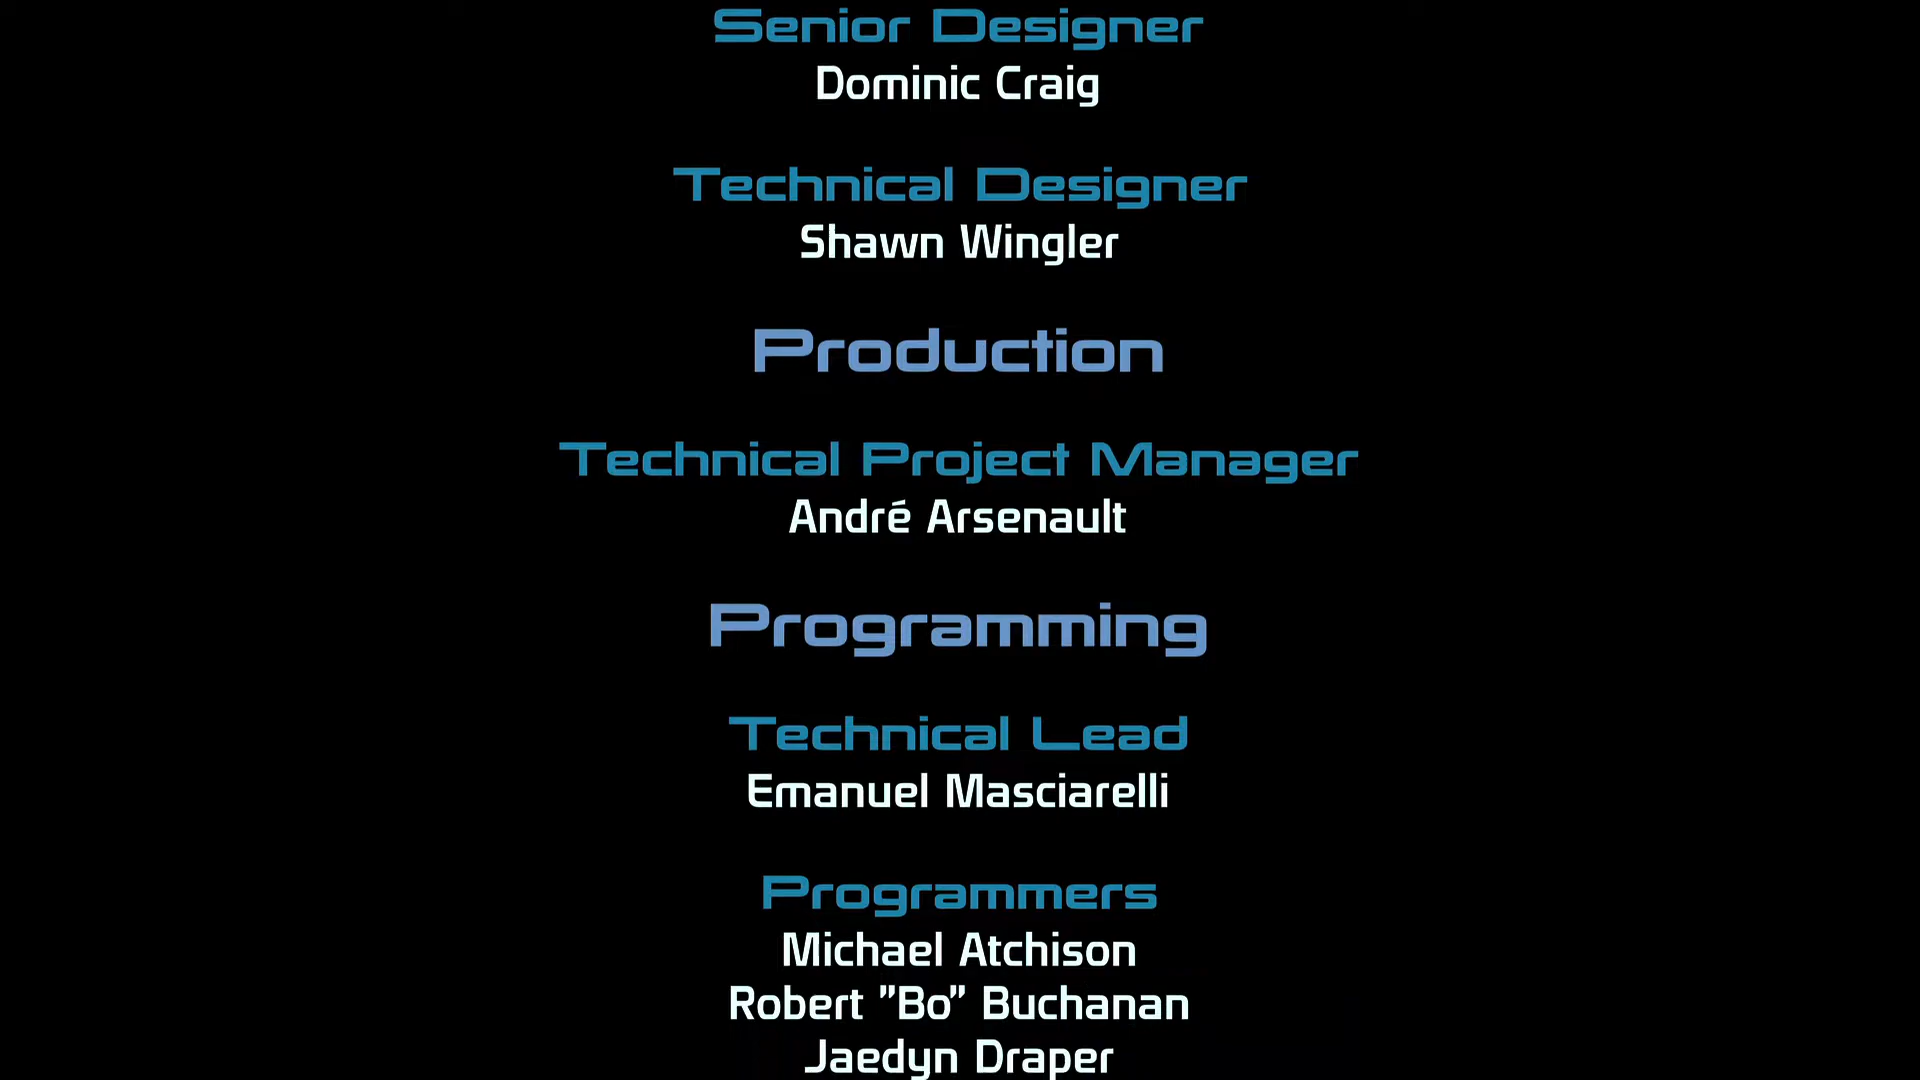 Senior Designer
Dominic Craig
Technical Designer
Shawn Wingler
Production
Technical Project Manager
André Arsenault
Programming
Technical Lead
Emanuel Masciarelli
Programmers
Michael Atchison
Robert "Bo" Buchanan
Jaedyn Draper